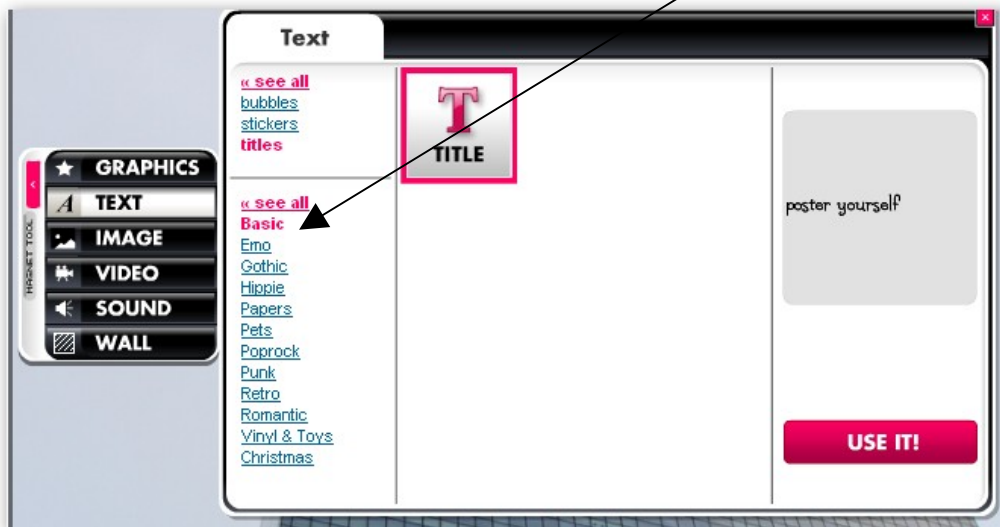 Text
« see all
bubbles
stickers
titles
« see all
Basic
Emo
Gothic
Hippie
Papers
Pets
Poprock
Punk
Retro
Romantic
Vinyl & Toys
Christmas
T
TITLE
poster yourself
USE IT!
MAGNET TOOL
GRAPHICS
A TEXT
IMAGE
VIDEO
SOUND
WALL